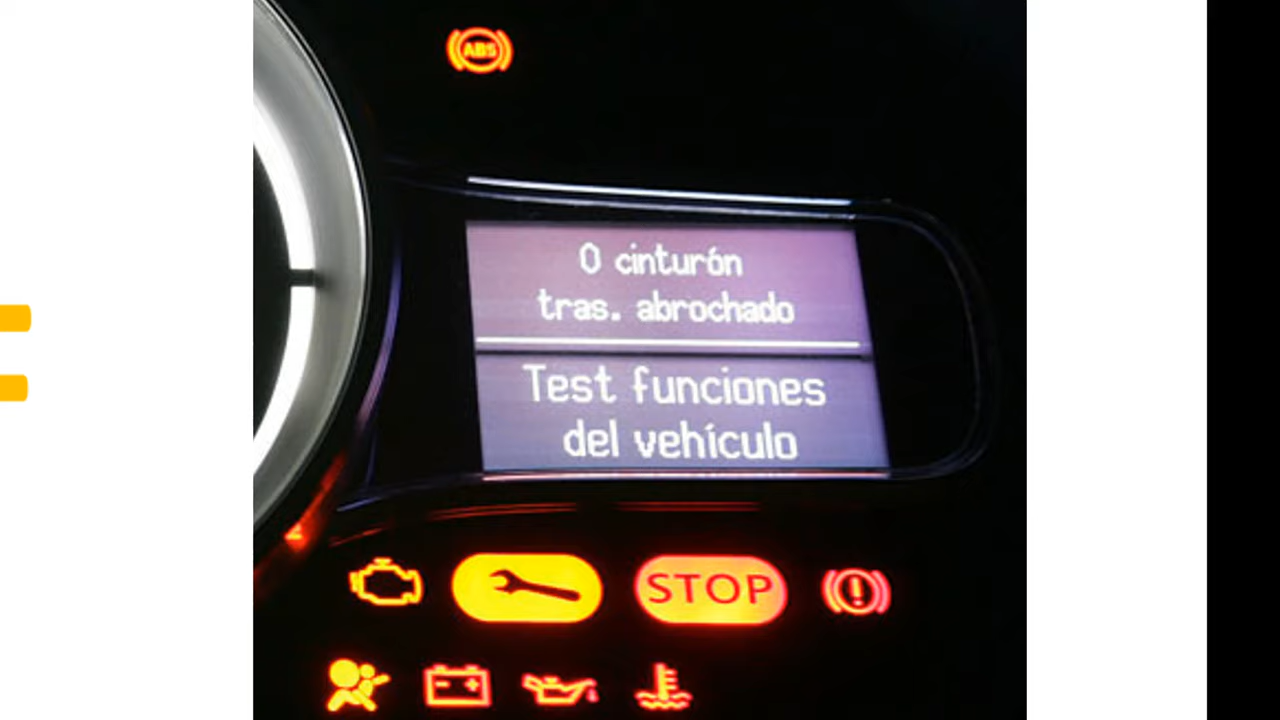 ABS
0 cinturón
tras. abrochado
Test funciones
del vehículo
STOP